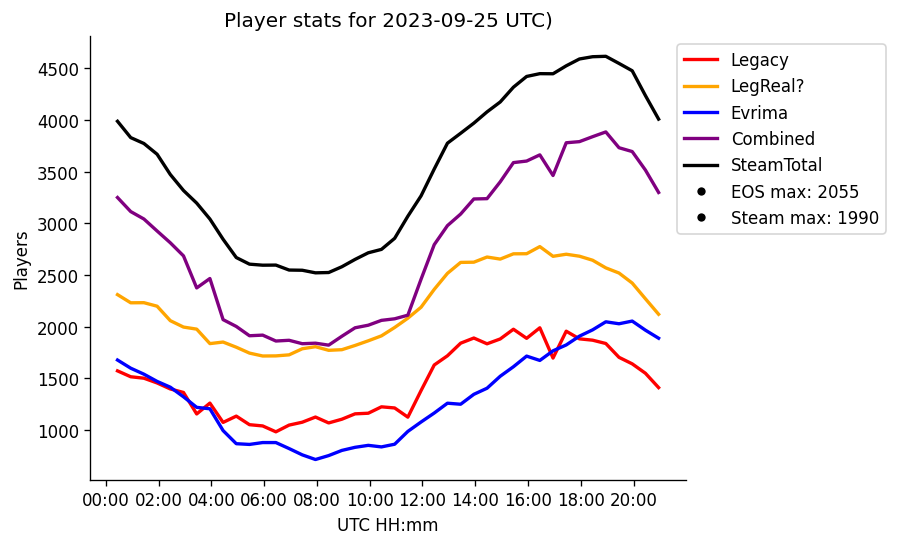 Player stats for 2023-09-25 UTC)
Legacy
LegReal?
Evrima
Combined
SteamTotal
EOS max: 2055
Steam max: 1990
Players
4500
4000
3500
3000
2500
2000
1500
1000
00:00 02:00 04:00 06:00 08:00 10:00 12:00 14:00 16:00 18:00 20:00
UTC HH:mm